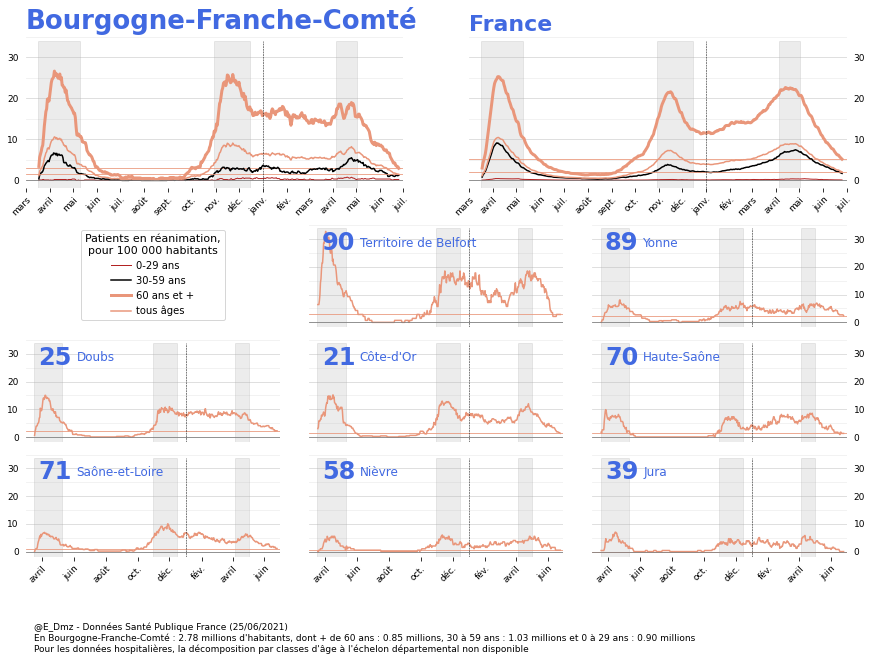 Bourgogne-Franche-Comté
France
30
20
10
0
30
20
10
0
mars avril mai juin juil. août sept. oct. nov. déc. janv. fév. mars avril mai juin juil.
mars avril mai juin juil. août sept. oct. nov. déc. janv. fév. mars avril mai juin juil.
Patients en réanimation,
pour 100 000 habitants
0-29 ans
30-59 ans
60 ans et +
tous âges
90 Territoire de Belfort
89 Yonne
30
20
10
0
30
20
10
0
25 Doubs
21 Côte-d'Or
70 Haute-Saône
30
20
10
0
30
20
10
0
71 Saône-et-Loire
58 Nièvre
39 Jura
30
20
10
0
avril juin août oct. déc. fév. avril juin
avril juin août oct. déc. fév. avril juin
avril juin août oct. déc. fév. avril juin
@E_Dmz - Données Santé Publique France (25/06/2021)
En Bourgogne-Franche-Comté : 2.78 millions d'habitants, dont + de 60 ans : 0.85 millions, 30 à 59 ans : 1.03 millions et 0 à 29 ans : 0.90 millions
Pour les données hospitalières, la décomposition par classes d'âge à l'échelon départemental non disponible